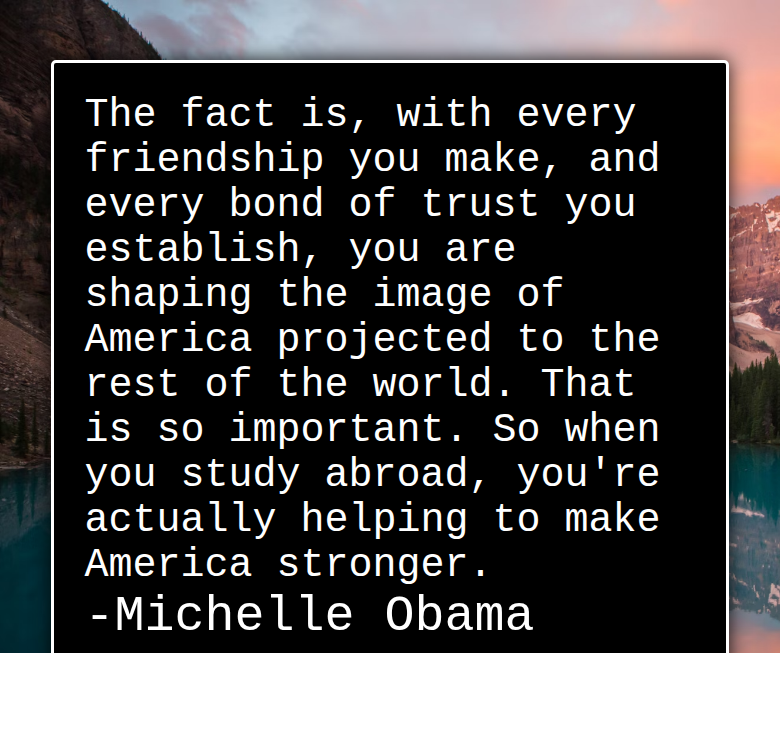 The fact is, with every
friendship you make, and
every bond of trust you
establish, you are
shaping the image of
America projected to the
rest of the world. That
is so important. So when
you study abroad, you're
actually helping to make
America stronger.
-Michelle Obama